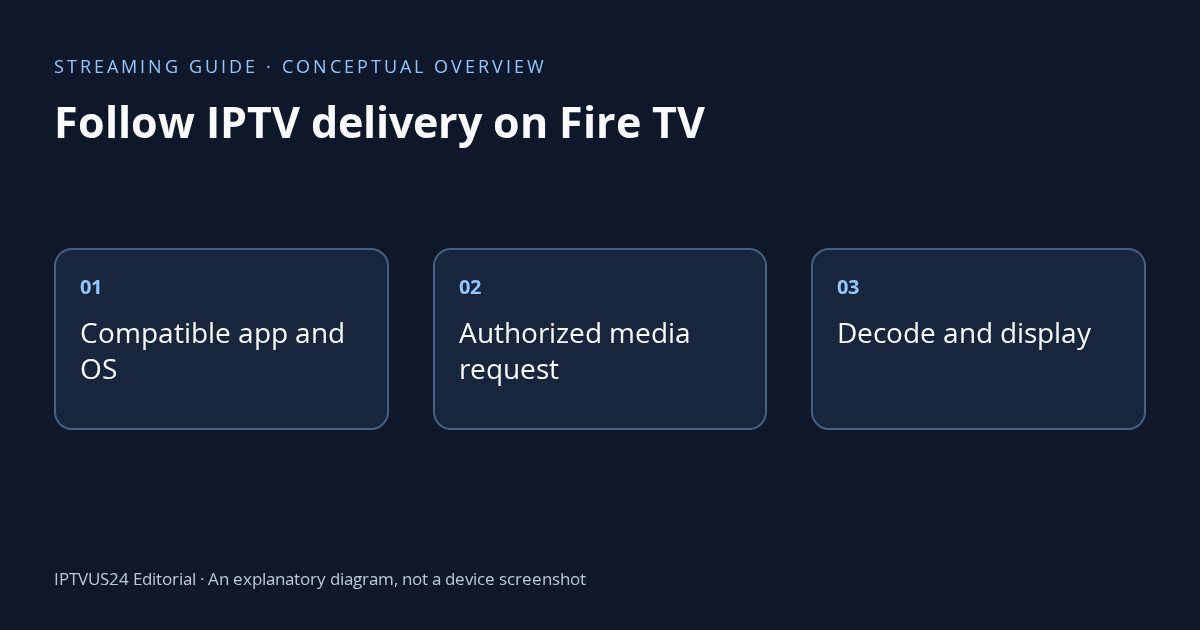 STREAMING GUIDE · CONCEPTUAL OVERVIEW
Follow IPTV delivery on Fire TV
01
Compatible app and
OS
02
Authorized media
request
03
Decode and display
IPTVUS24 Editorial · An explanatory diagram, not a device screenshot